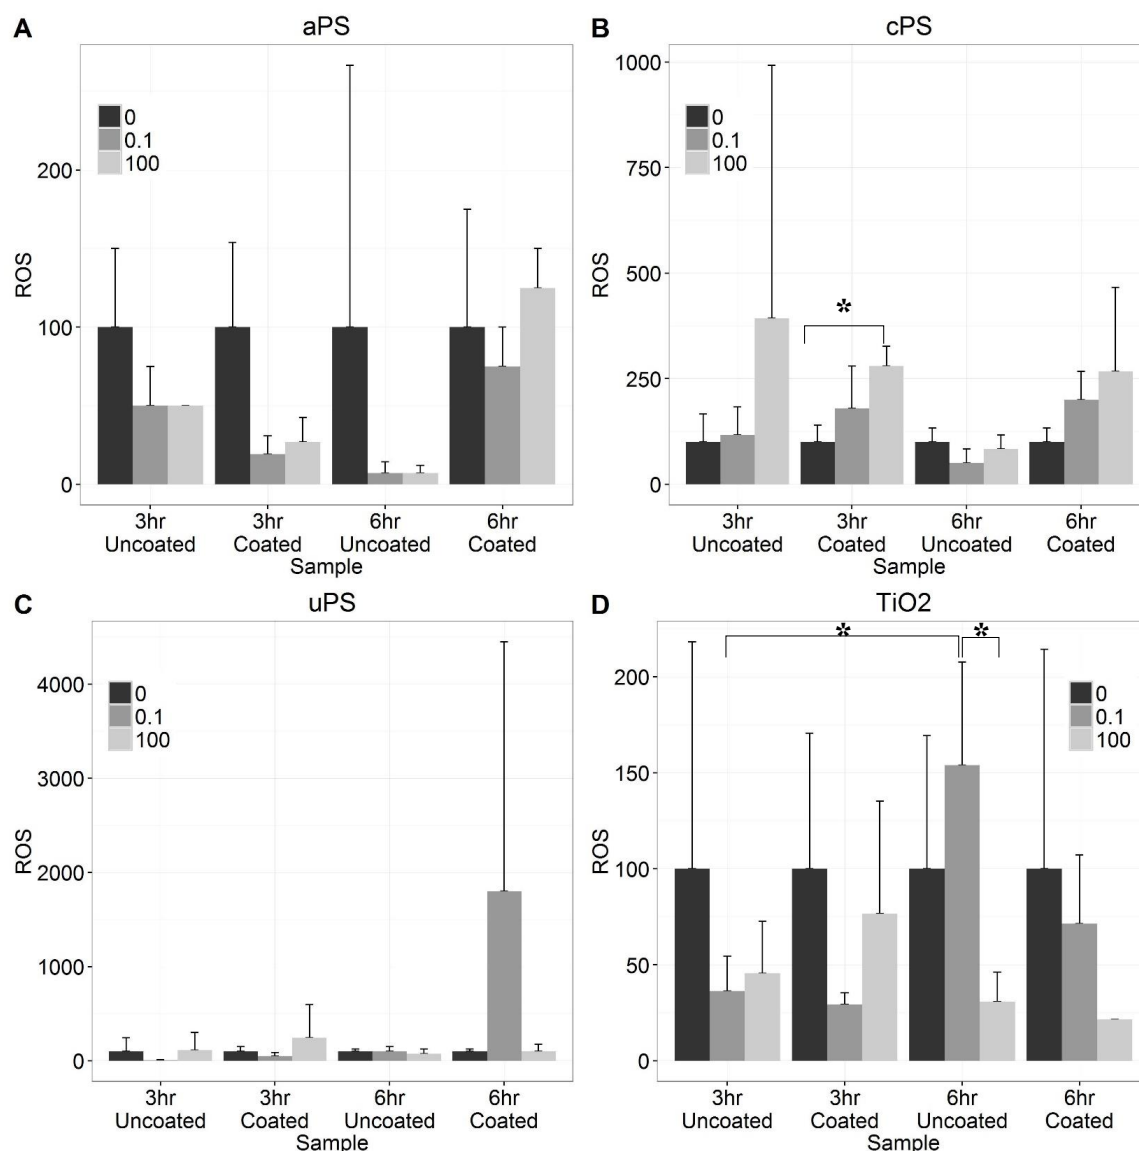 A
aPS
ROS
200
100
0
0
0.1
100
3hr
Uncoated
3hr
Coated
6hr
Uncoated
6hr
Coated
Sample
B
cPS
ROS
1000
750
500
250
0
0
0.1
100
*
3hr
Uncoated
3hr
Coated
6hr
Uncoated
6hr
Coated
Sample
C
uPS
ROS
4000
3000
2000
1000
0
0
0.1
100
3hr
Uncoated
3hr
Coated
6hr
Uncoated
6hr
Coated
Sample
D
TiO2
ROS
200
150
100
50
0
*
*
0
0.1
100
3hr
Uncoated
3hr
Coated
6hr
Uncoated
6hr
Coated
Sample